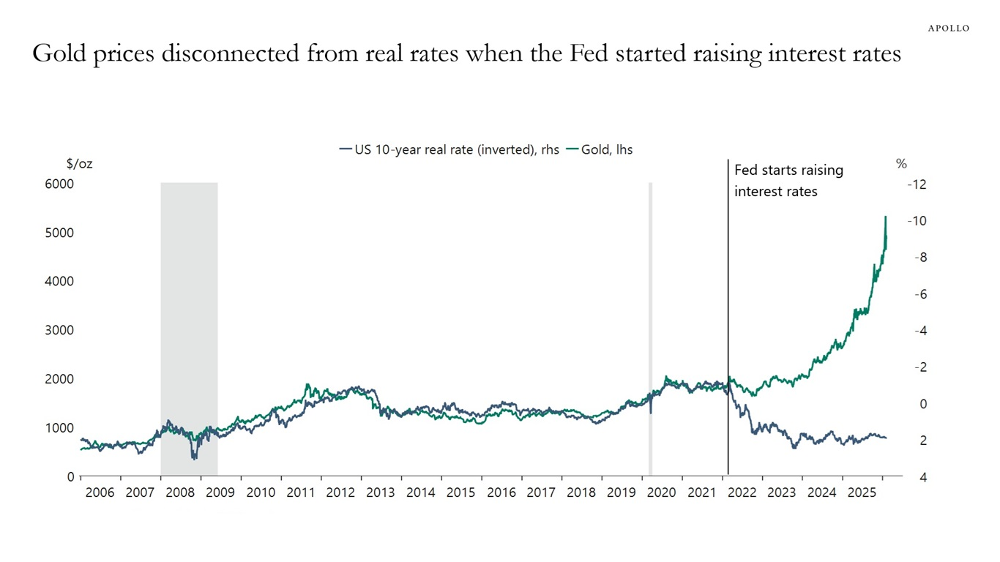 APOLLO
Gold prices disconnected from real rates when the Fed started raising interest rates
US 10-year real rate (inverted), rhs Gold, lhs
$/oz
%
Fed starts raising
interest rates
6000
5000
4000
3000
2000
1000
0
-12
-10
-8
-6
-4
-2
0
2
4
2006 2007 2008 2009 2010 2011 2012 2013 2014 2015 2016 2017 2018 2019 2020 2021 2022 2023 2024 2025